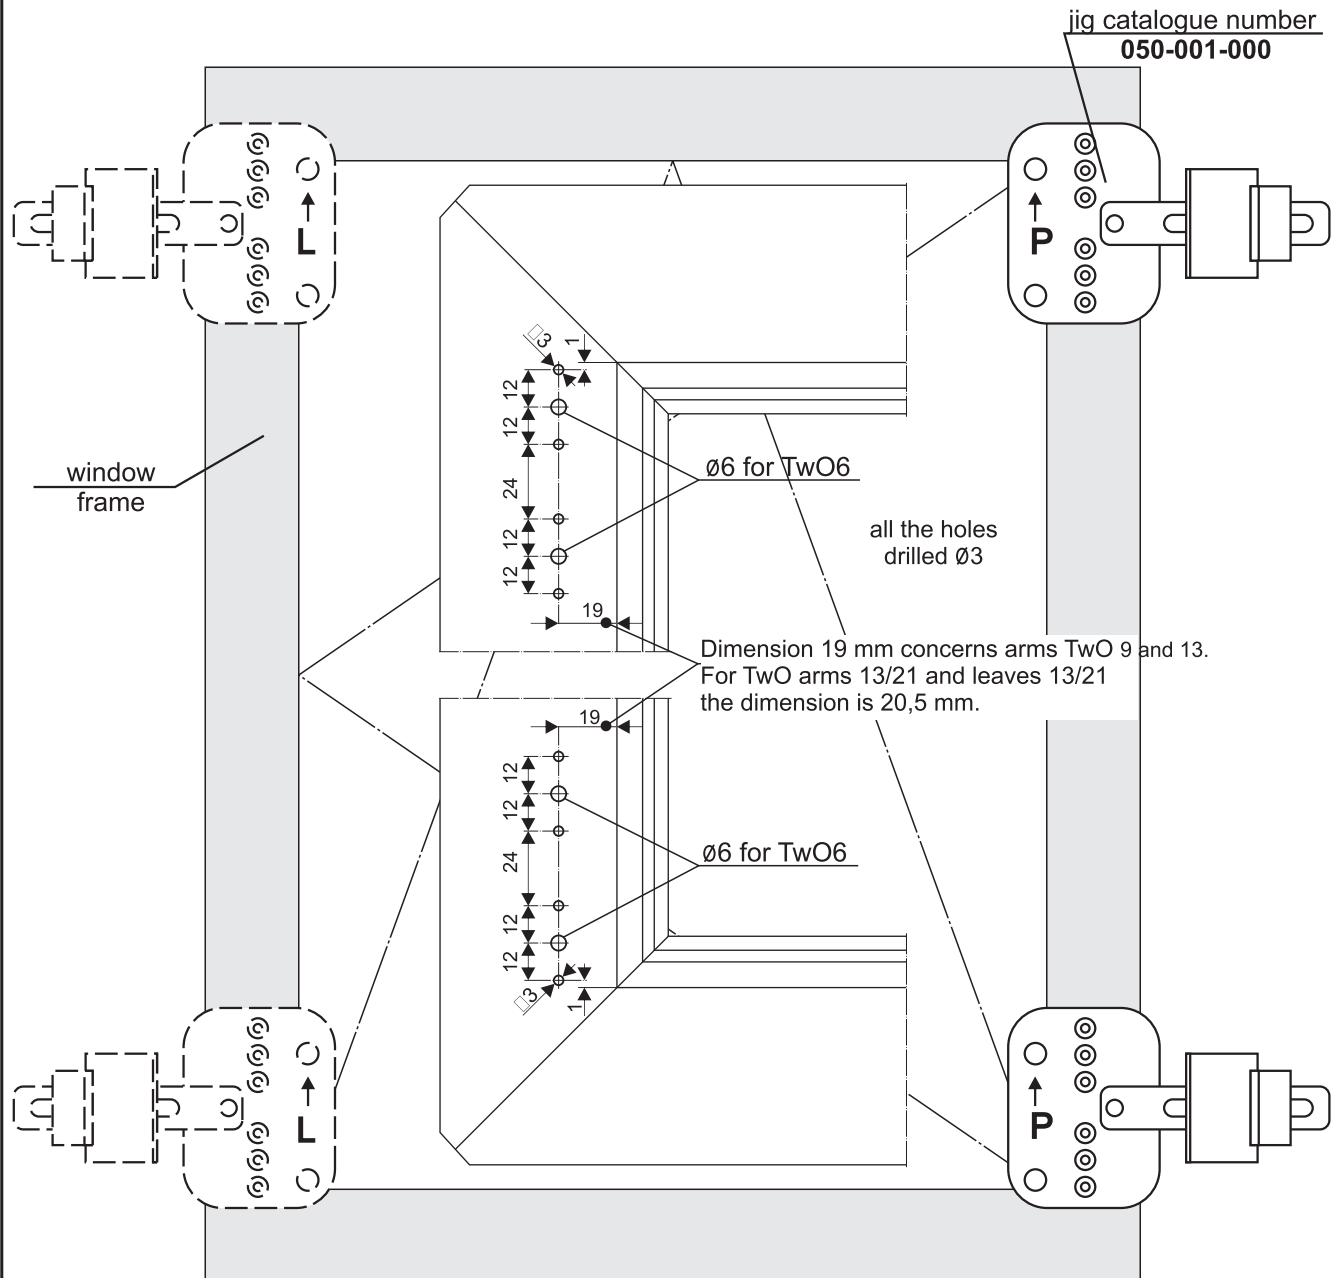 jig catalogue number
050-001-000
L
P
□3
1
12
12
24
12
12
19
ø6 for TwO6
window
frame
all the holes
drilled Ø3
Dimension 19 mm concerns arms TwO 9 and 13.
For TwO arms 13/21 and leaves 13/21
the dimension is 20,5 mm.
19
12
12
24
12
12
□3
1
ø6 for TwO6
L
P